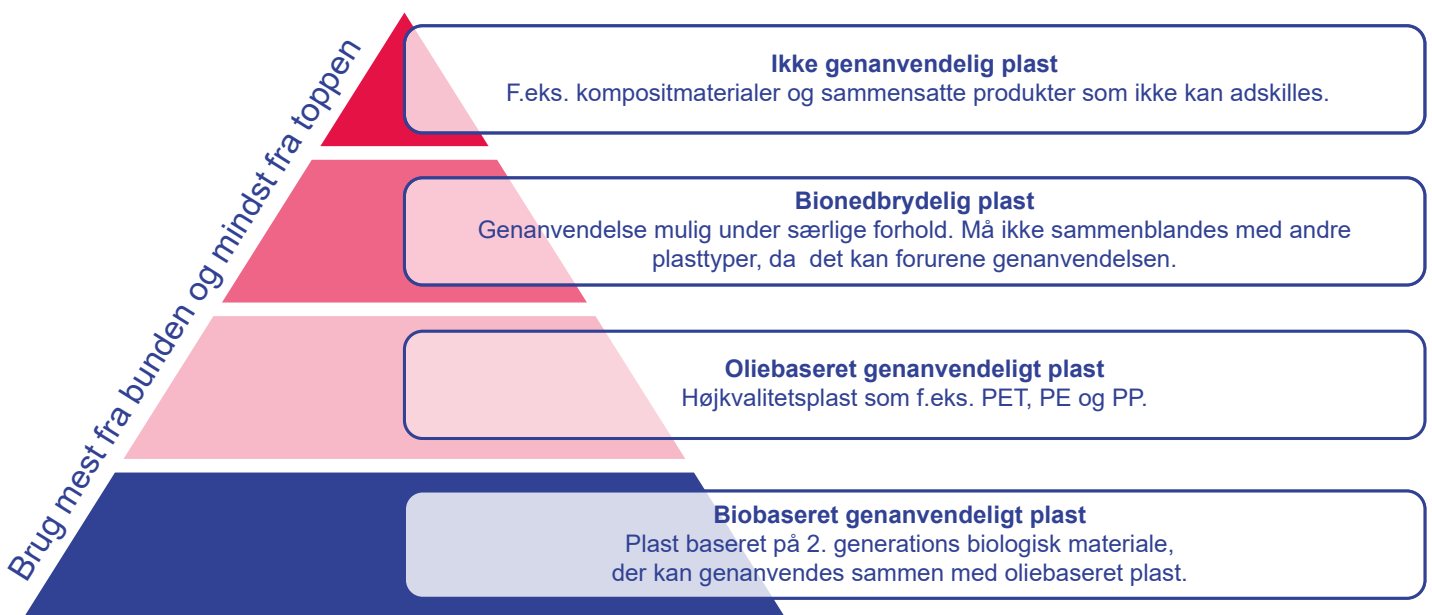 Brug mest fra bunden og mindst fra toppen
Ikke genanvendelig plast
F.eks. kompositmaterialer og sammensatte produkter som ikke kan adskilles.
Bionedbrydelig plast
Genanvendelse mulig under særlige forhold. Må ikke sammenblandes med andre
plasttyper, da  det kan forurene genanvendelsen.
Oliebaseret genanvendeligt plast
Højkvalitetsplast som f.eks. PET, PE og PP.
Biobaseret genanvendeligt plast
Plast baseret på 2. generations biologisk materiale,
der kan genanvendes sammen med oliebaseret plast.